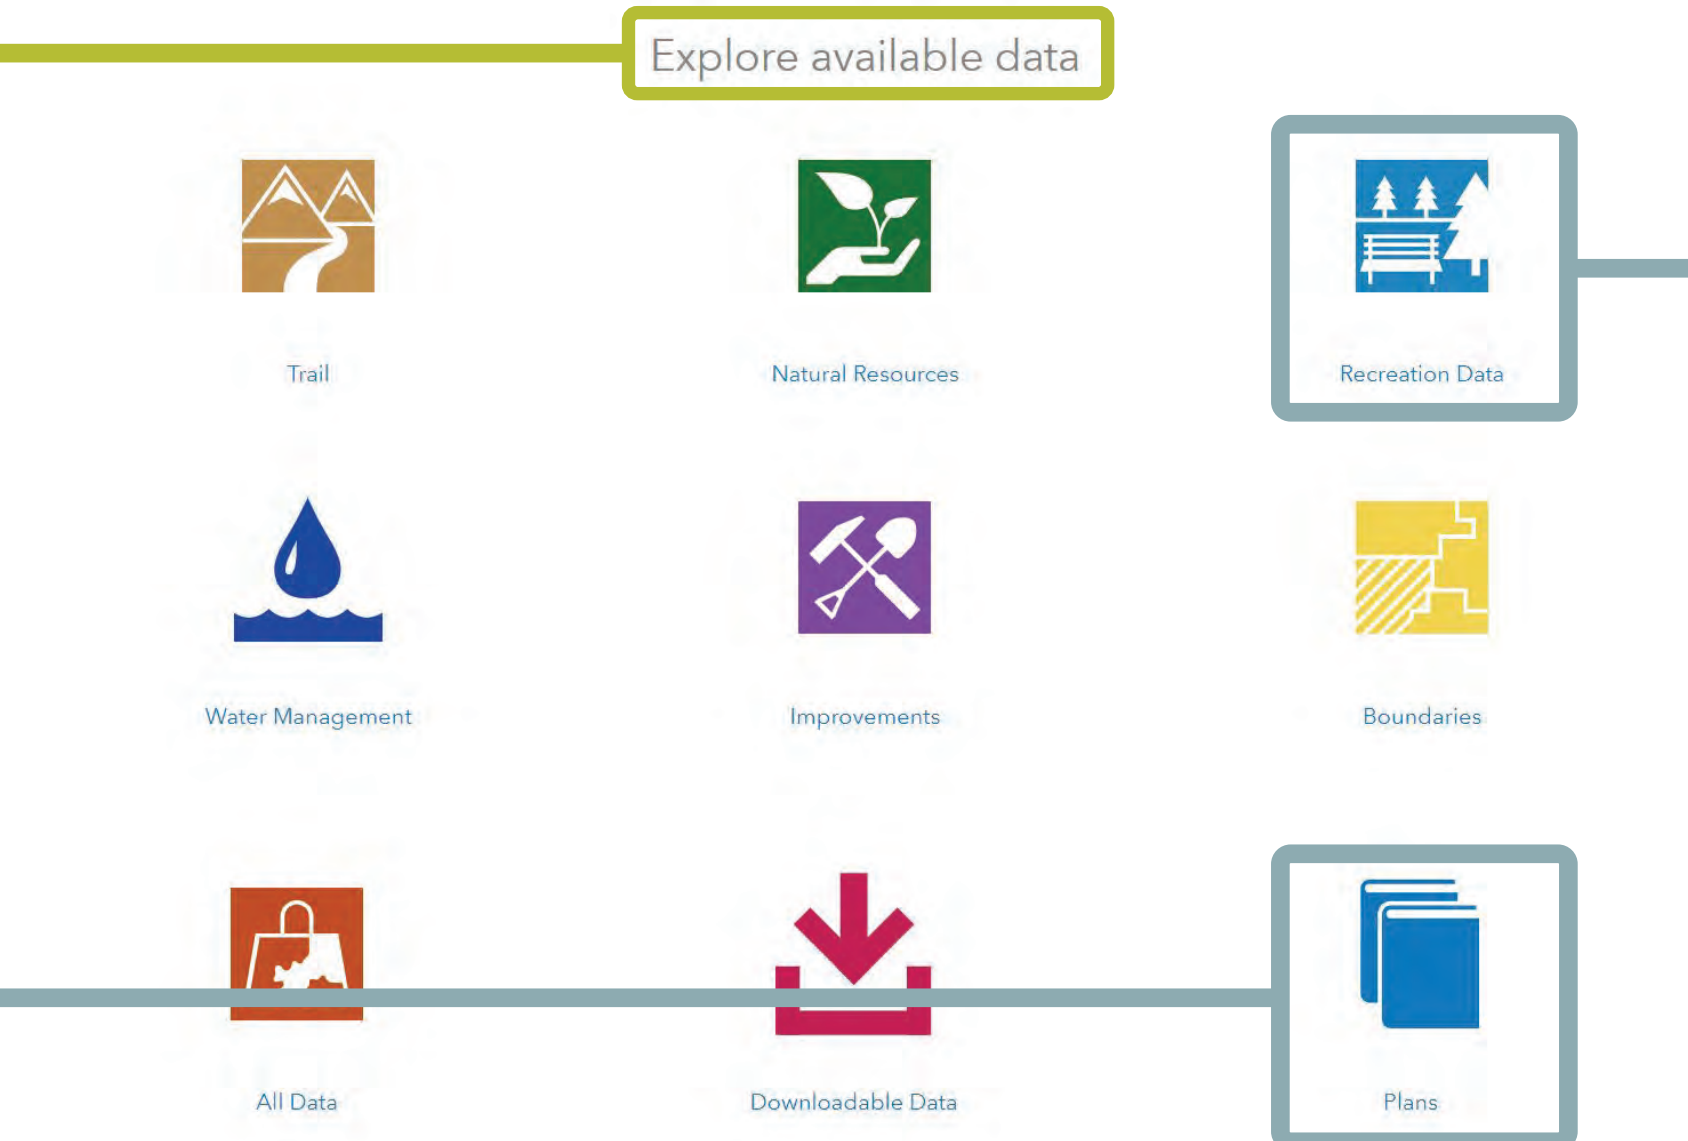 Explore available data
Trail
Natural Resources
Recreation Data
Water Management
Improvements
Boundaries
All Data
Downloadable Data
Plans